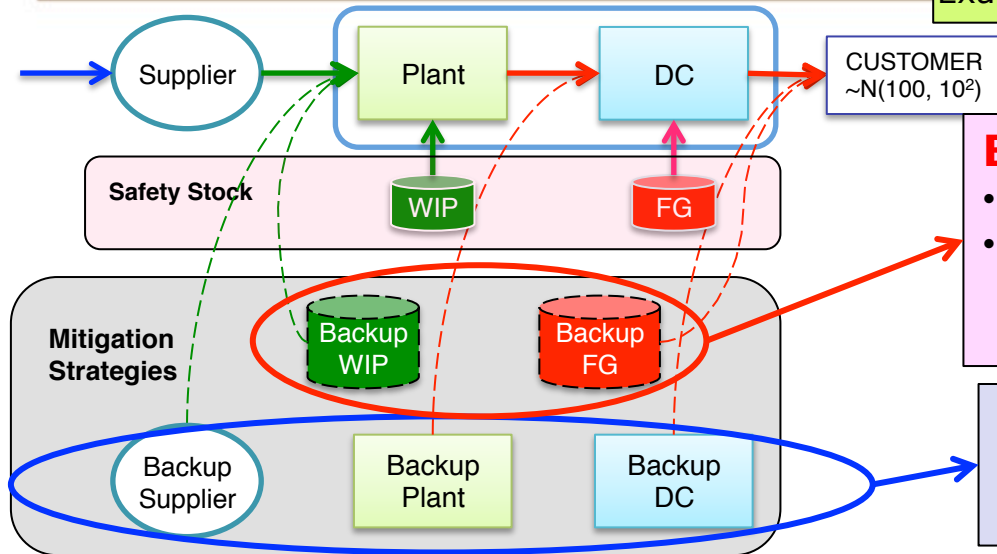 Supplier
Plant
DC
CUSTOMER
~N(100, 10²)
Safety Stock
WIP
FG
Mitigation
Strategies
Backup
WIP
Backup
FG
Backup
Supplier
Backup
Plant
Backup
DC